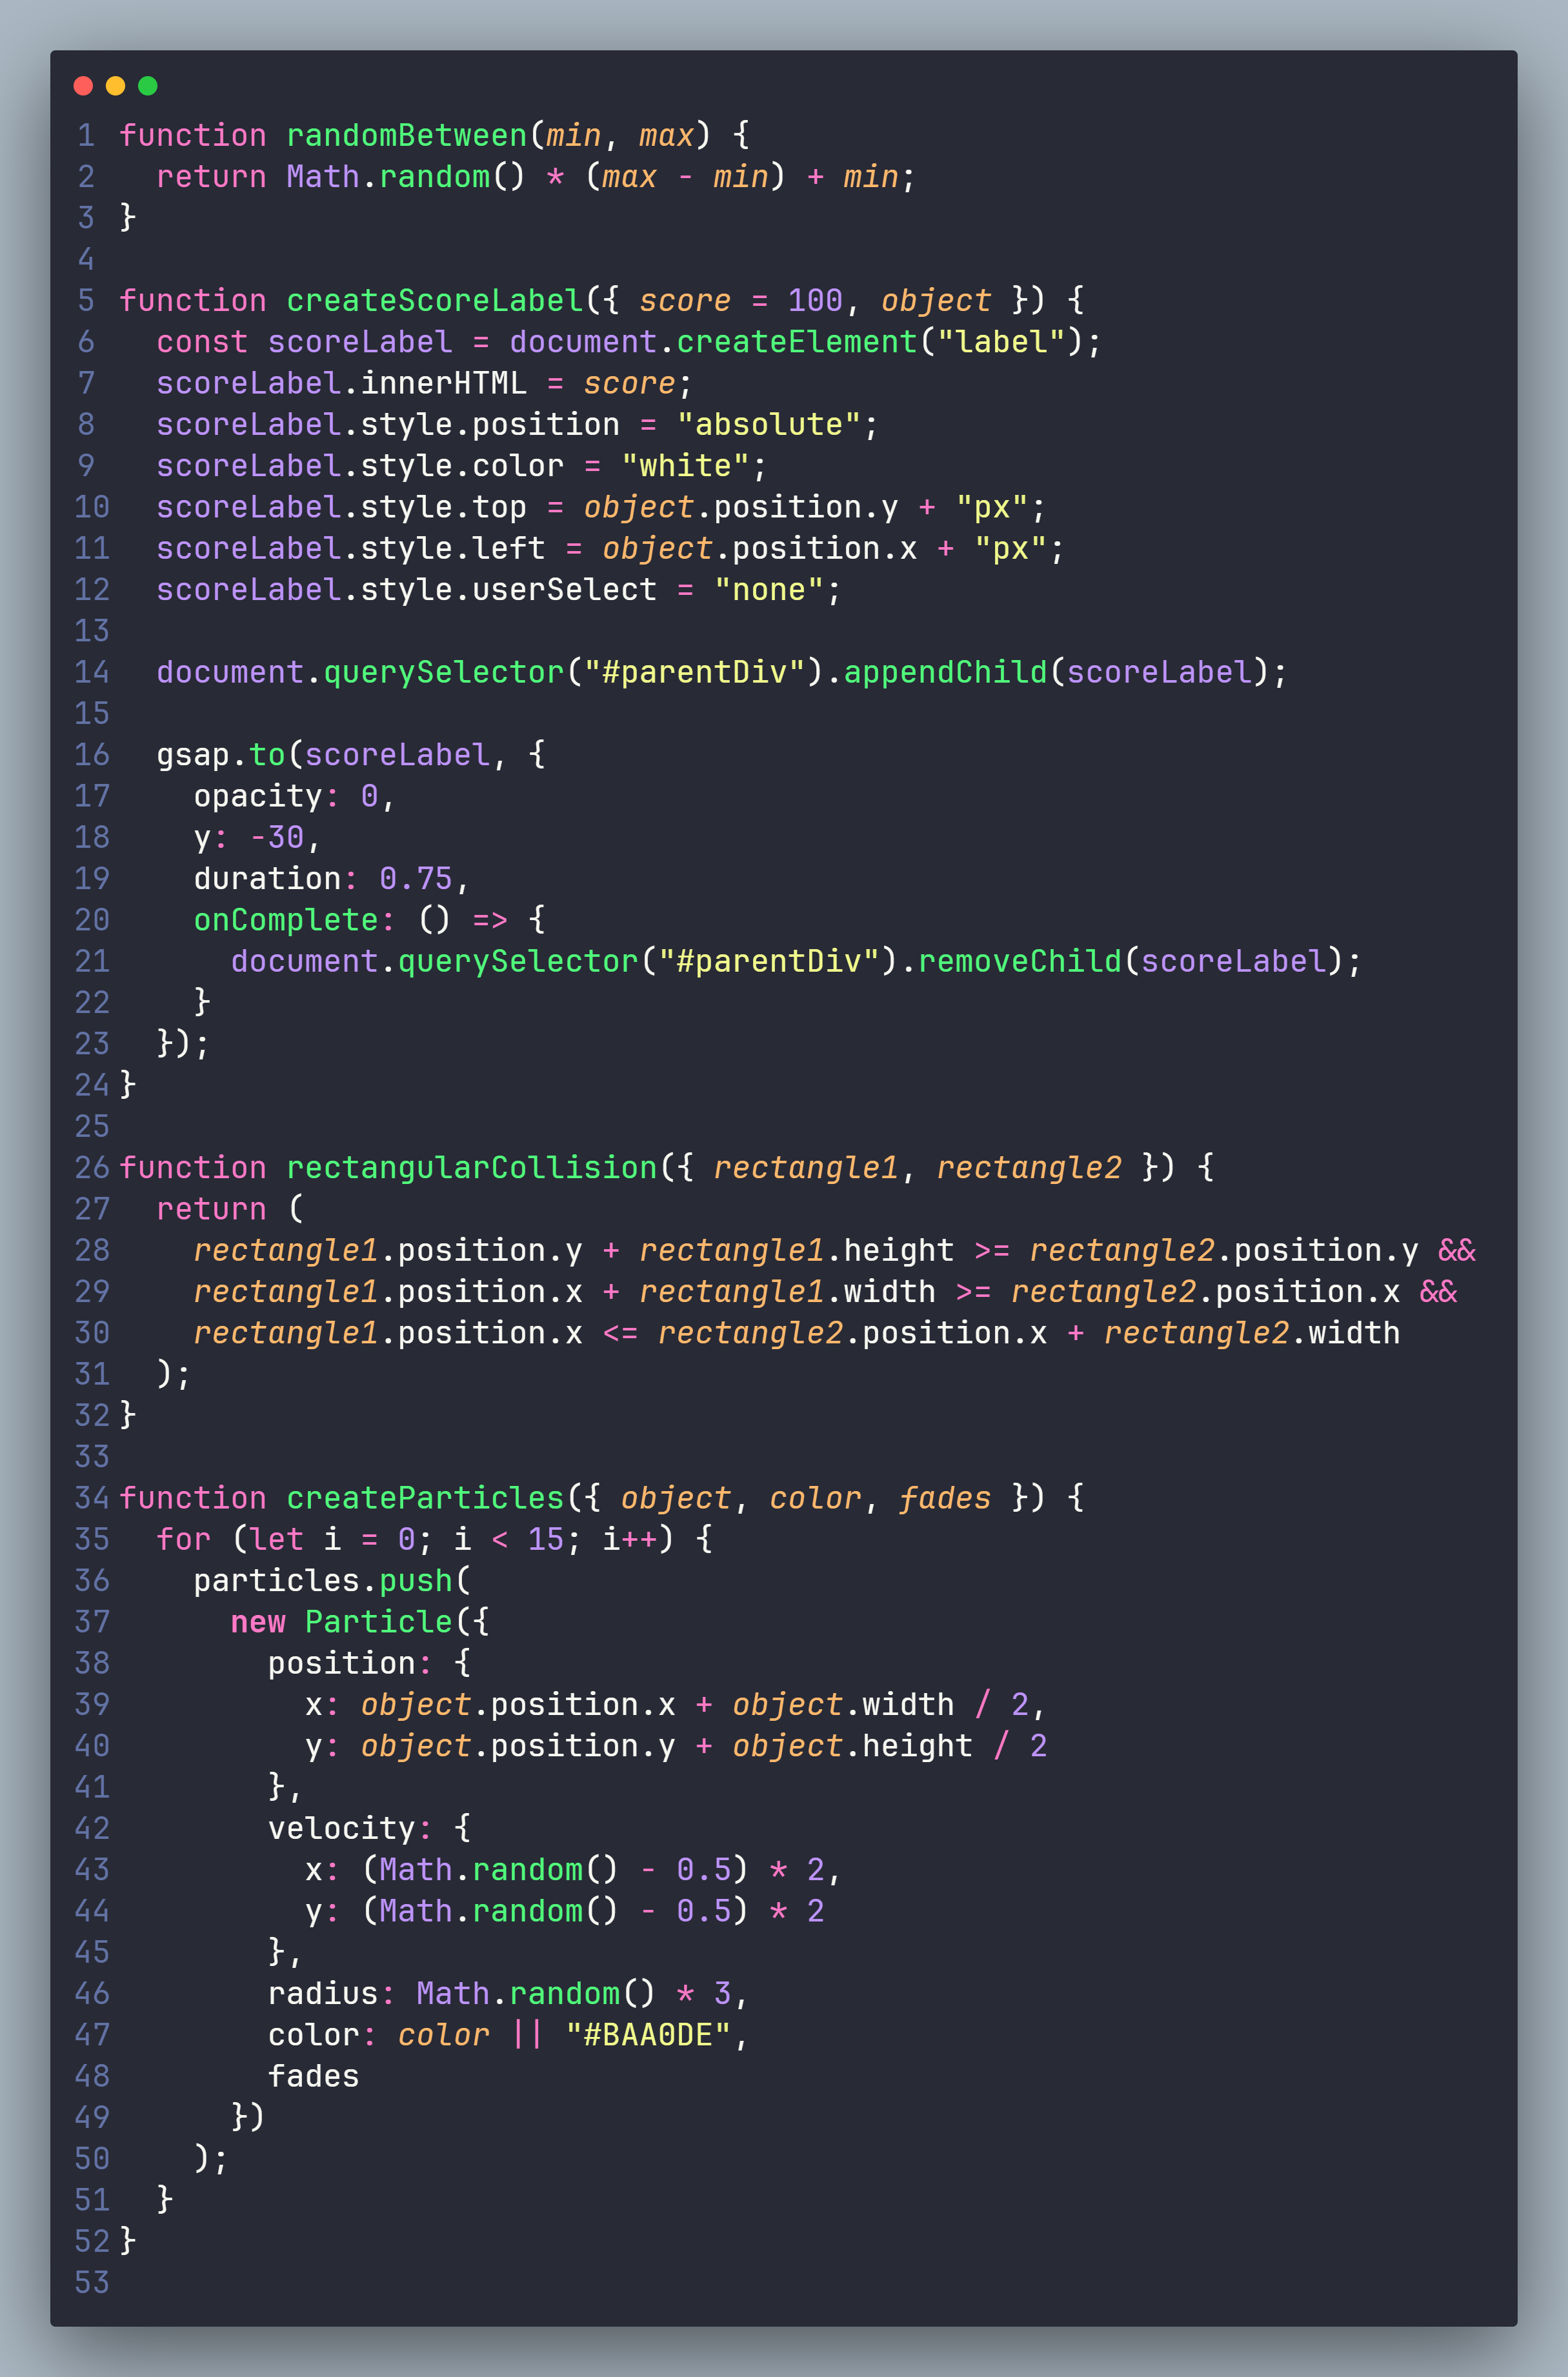 1 function randomBetween(min, max) {
2   return Math.random() * (max - min) + min;
3 }
4
5 function createScoreLabel({ score = 100, object }) {
6   const scoreLabel = document.createElement("label");
7   scoreLabel.innerHTML = score;
8   scoreLabel.style.position = "absolute";
9   scoreLabel.style.color = "white";
10   scoreLabel.style.top = object.position.y + "px";
11   scoreLabel.style.left = object.position.x + "px";
12   scoreLabel.style.userSelect = "none";
13
14   document.querySelector("#parentDiv").appendChild(scoreLabel);
15
16   gsap.to(scoreLabel, {
17     opacity: 0,
18     y: -30,
19     duration: 0.75,
20     onComplete: () => {
21       document.querySelector("#parentDiv").removeChild(scoreLabel);
22     }
23   });
24 }
25
26 function rectangularCollision({ rectangle1, rectangle2 }) {
27   return (
28     rectangle1.position.y + rectangle1.height >= rectangle2.position.y &&
29     rectangle1.position.x + rectangle1.width >= rectangle2.position.x &&
30     rectangle1.position.x <= rectangle2.position.x + rectangle2.width
31   );
32 }
33
34 function createParticles({ object, color, fades }) {
35   for (let i = 0; i < 15; i++) {
36     particles.push(
37       new Particle({
38         position: {
39           x: object.position.x + object.width / 2,
40           y: object.position.y + object.height / 2
41         },
42         velocity: {
43           x: (Math.random() - 0.5) * 2,
44           y: (Math.random() - 0.5) * 2
45         },
46         radius: Math.random() * 3,
47         color: color || "#BAA0DE",
48         fades
49       })
50     );
51   }
52 }
53